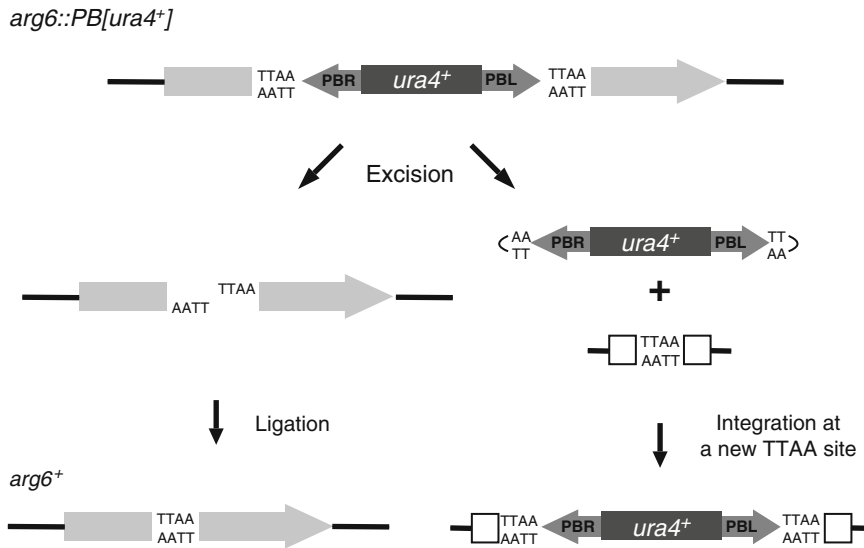 arg6::PB[ura4+]
TTAA
AATT
PBR
ura4+
PBL
TTAA
AATT
Excision
AA
TT
PBR
ura4+
PBL
TT
AA
AATT
TTAA
+
TTAA
AATT
Ligation
Integration at
a new TTAA site
arg6+
TTAA
AATT
TTAA
AATT
PBR
ura4+
PBL
TTAA
AATT